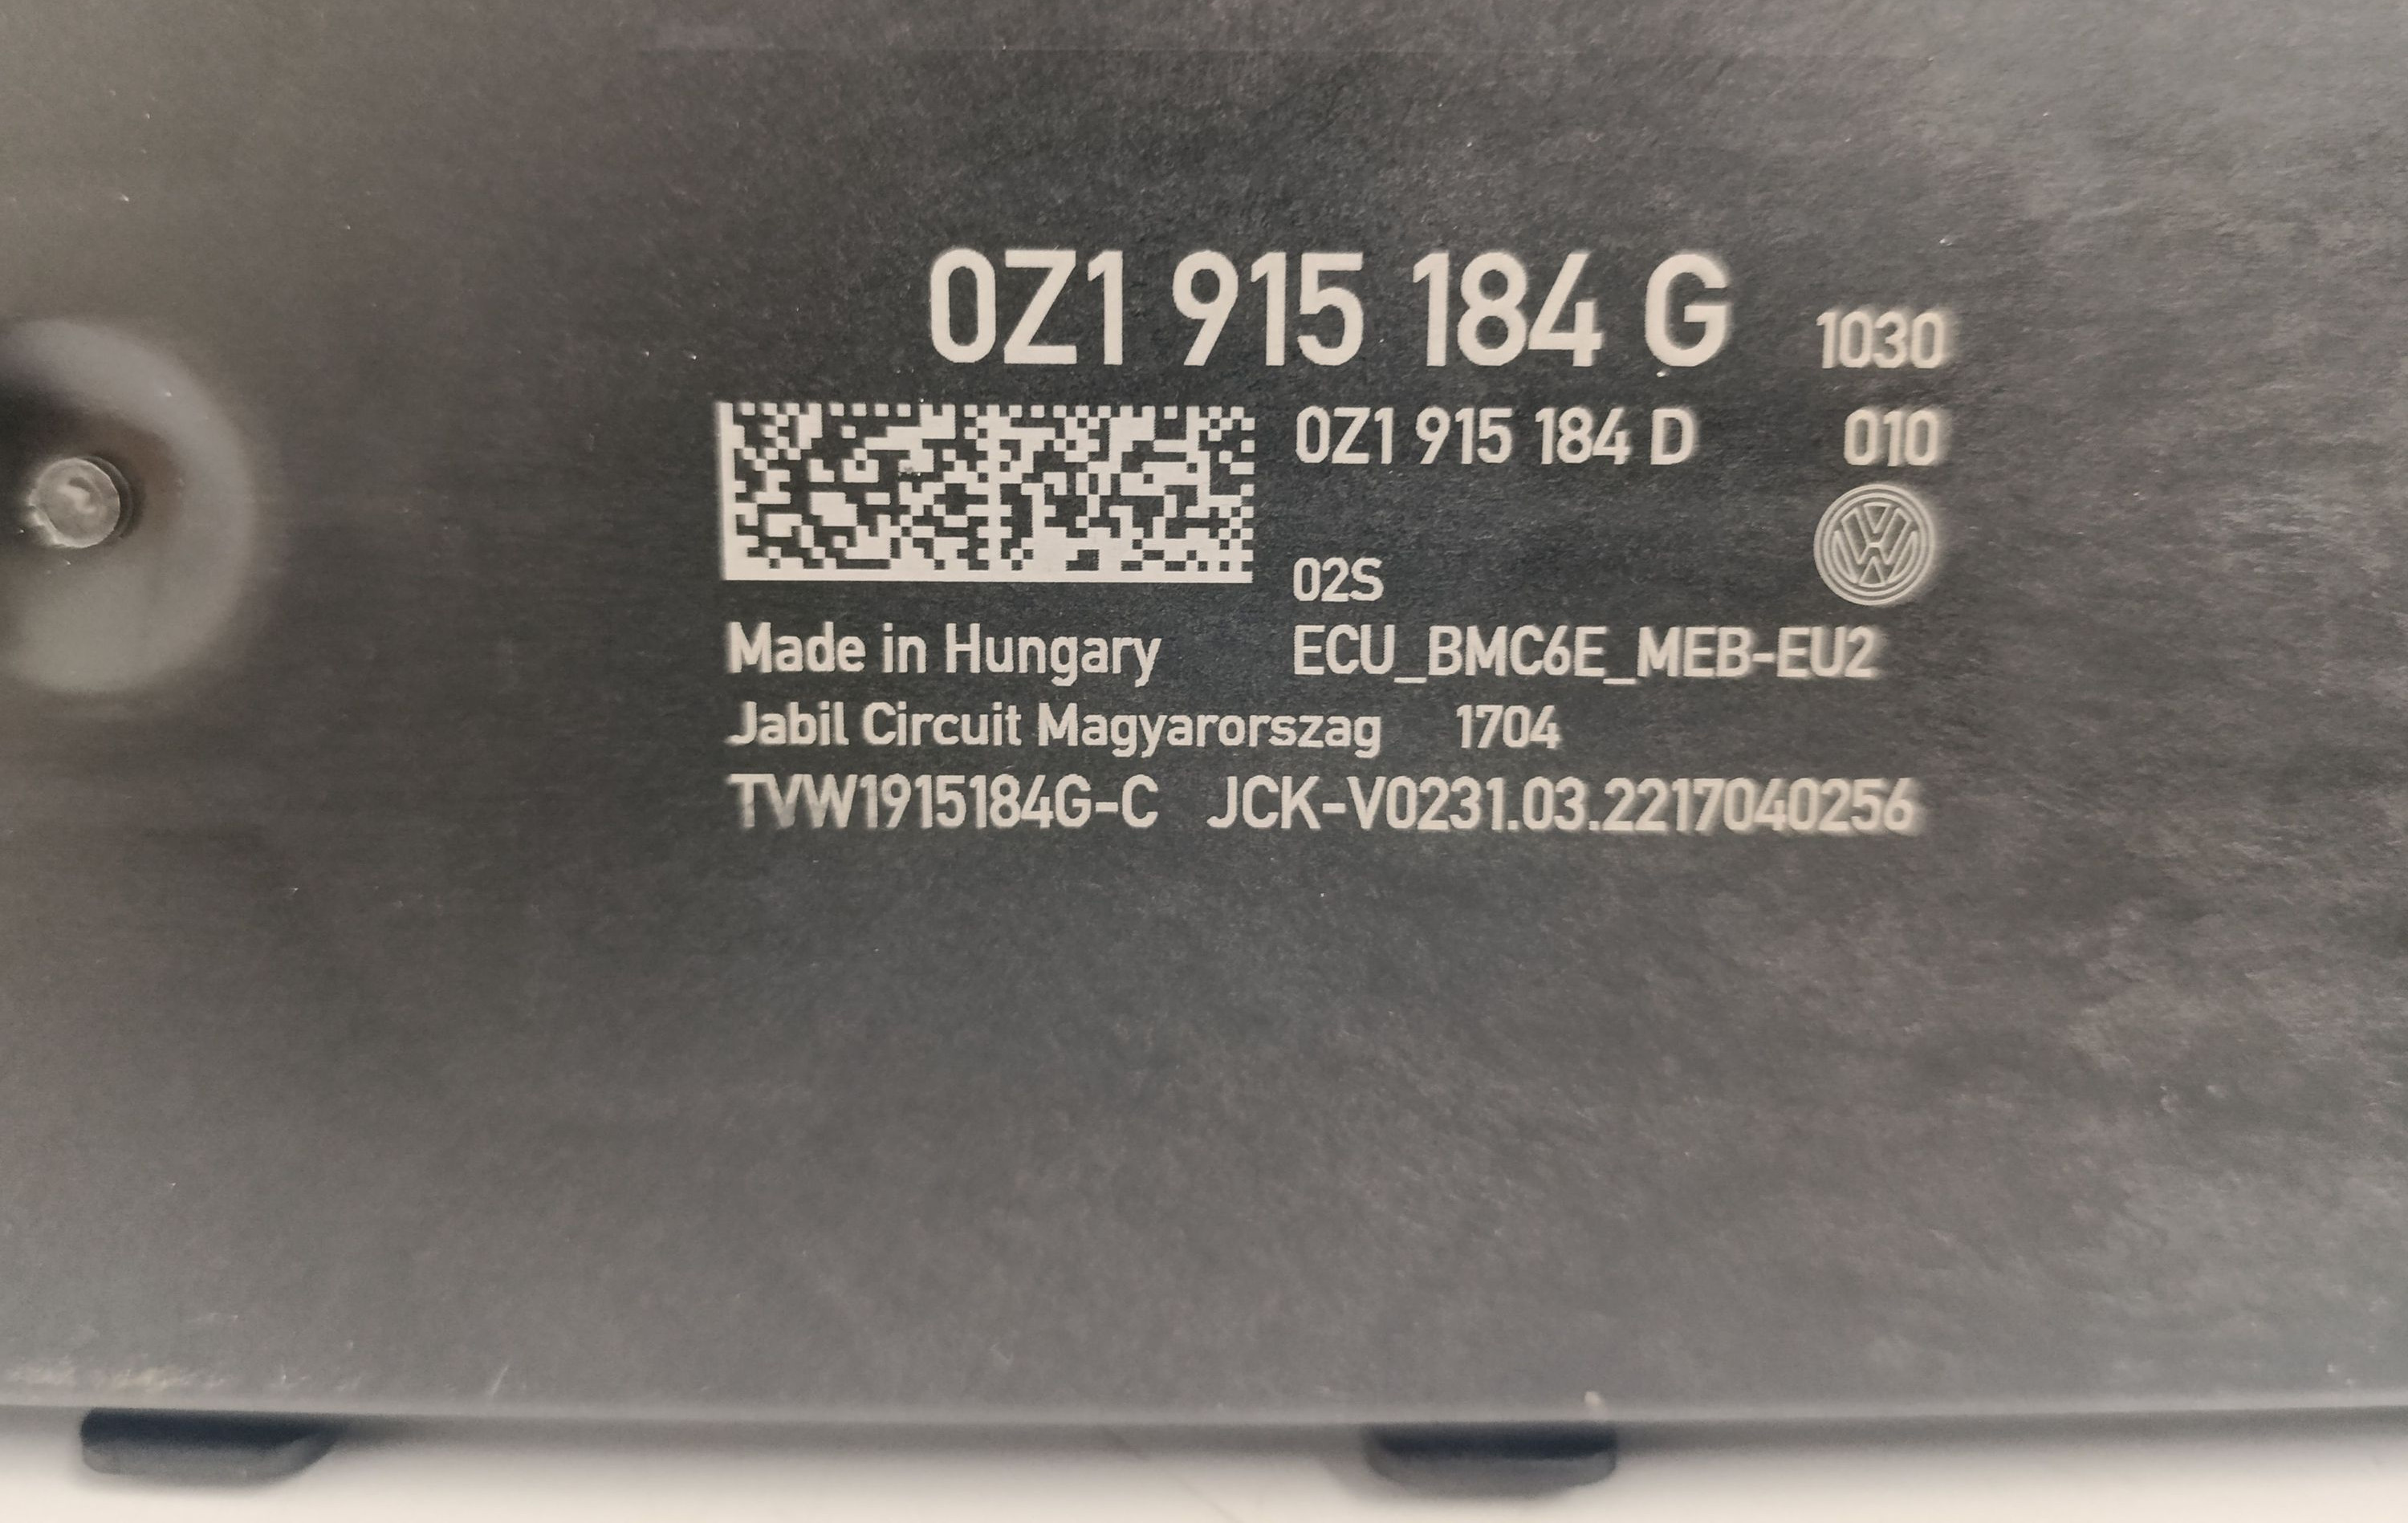 0Z1 915 184 G 1030
0Z1 915 184 D 010
02S
Made in Hungary ECU_BMC6E_MEB-EU2
Jabil Circuit Magyarorszag 1704
TVW1915184G-C JCK-V0231.03.2217040256